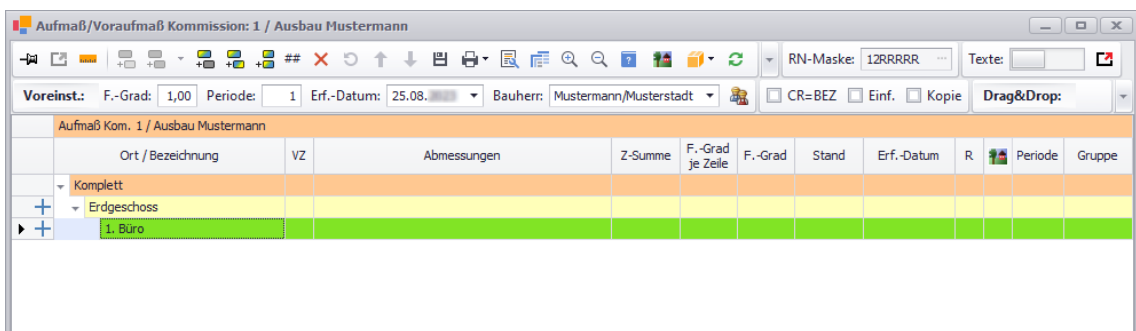 Aufmaß/Voraufmaß Kommission: 1 / Ausbau Mustermann
## RN-Maske: 12RRRRR ... Texte:
Voreinst.: F.-Grad: 1,00 Periode: 1 Erf.-Datum: 25.08. Bauherr: Mustermann/Musterstadt CR=BEZ Einf. Kopie Drag&Drop:
Aufmaß Kom. 1 / Ausbau Mustermann
Ort / Bezeichnung VZ Abmessungen Z-Summe F.-Grad je Zeile F.-Grad Stand Erf.-Datum R Periode Gruppe
Komplett
Erdgeschoss
1. Büro